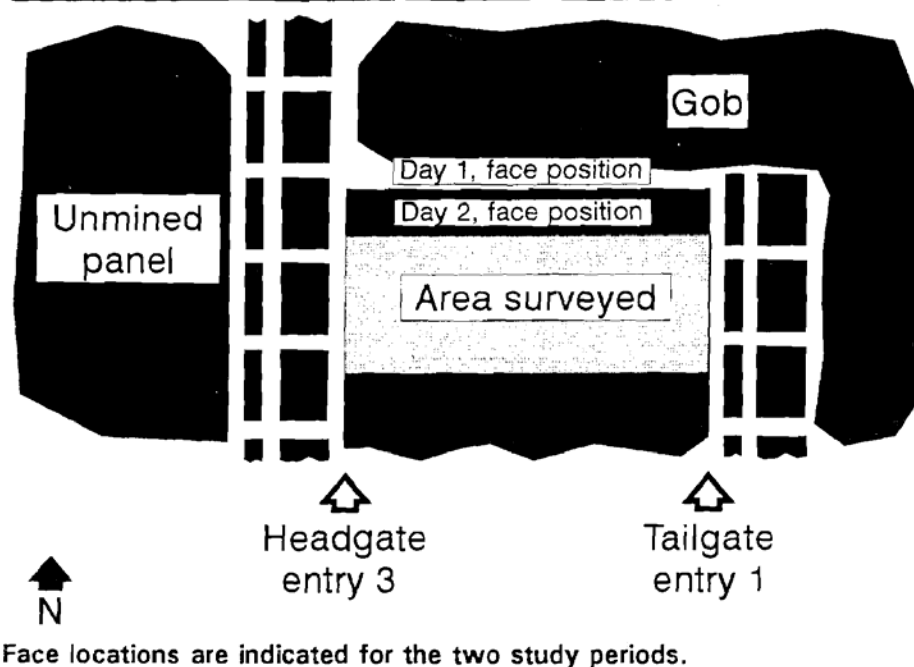 Gob
Day 1, face position
Day 2, face position
Unmined
panel
Area surveyed
Headgate
entry 3
Tailgate
entry 1
N
Face locations are indicated for the two study periods.